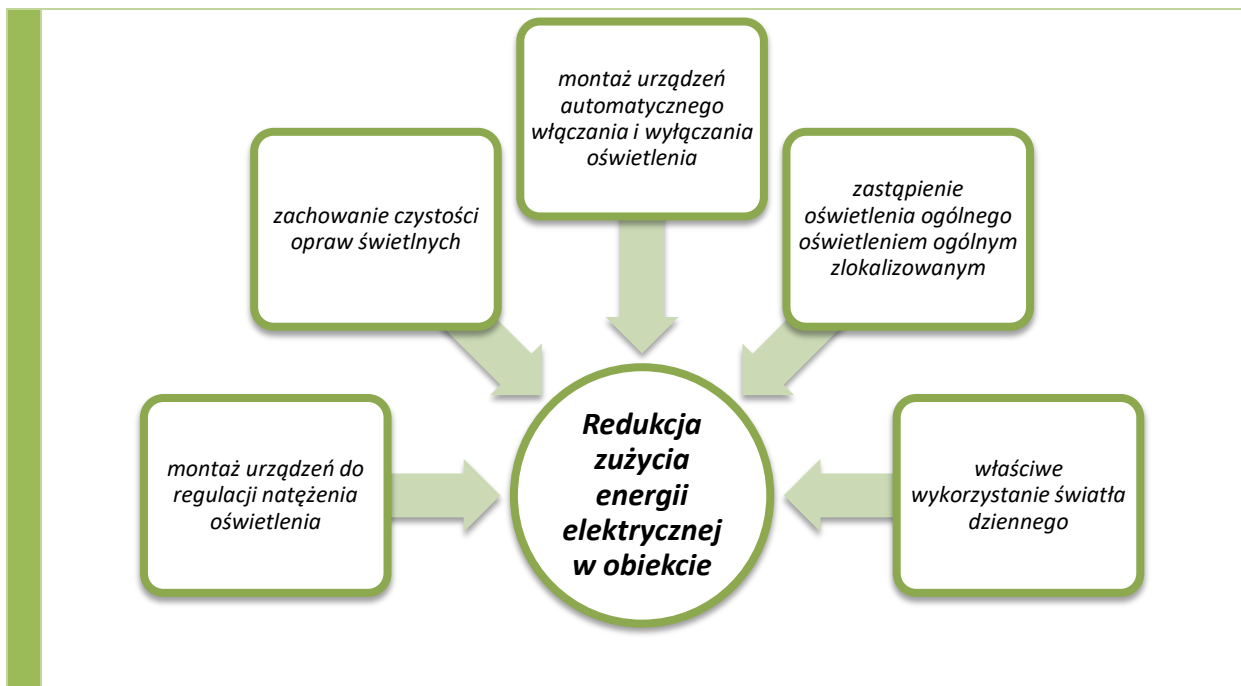 montaż urządzeń
automatycznego
włączania i wyłączania
oświetlenia
zachowanie czystości
opraw świetlnych
zastąpienie
oświetlenia ogólnego
oświetleniem ogólnym
zlokalizowanym
montaż urządzeń do
regulacji natężenia
oświetlenia
Redukcja
zużycia
energii
elektrycznej
w obiekcie
właściwe
wykorzystanie światła
dziennego